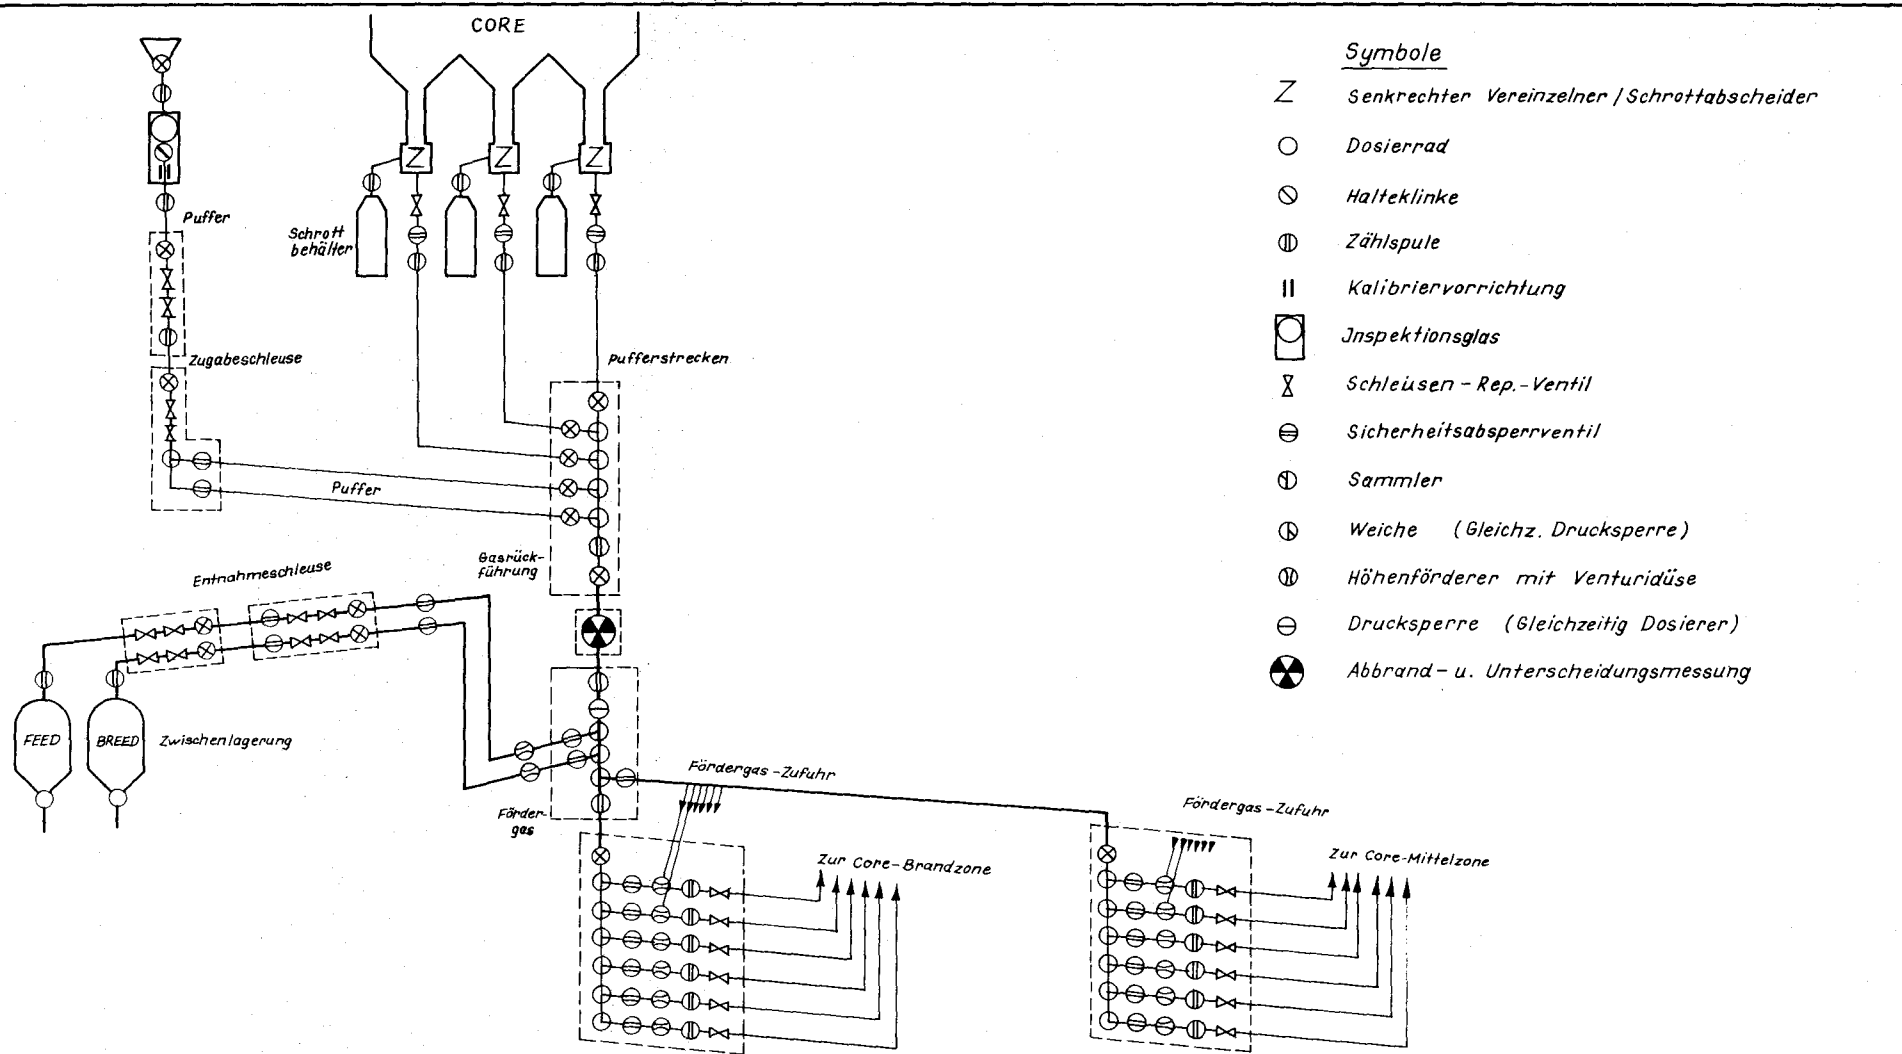 CORE
Puffer
Schrott
behälter
Zugabeschleuse
Pufferstrecken
Puffer
Gasrück-
führung
Entnahmeschleuse
FEED
BREED
Zwischenlagerung
Fördergas-Zufuhr
Förder-
gas
Fördergas-Zufuhr
Zur Core-Brandzone
Zur Core-Mittelzone
Symbole
Z Senkrechter Vereinzelner / Schrottabscheider
Dosierrad
Halteklinke
Zählspule
Kalibriervorrichtung
Jnspektionsglas
Schleusen-Rep.-Ventil
Sicherheitsabsperrventil
Sammler
Weiche (Gleichz. Drucksperre)
Höhenförderer mit Venturidüse
Drucksperre (Gleichzeitig Dosierer)
Abbrand- u. Unterscheidungsmessung
Z
Z
Z